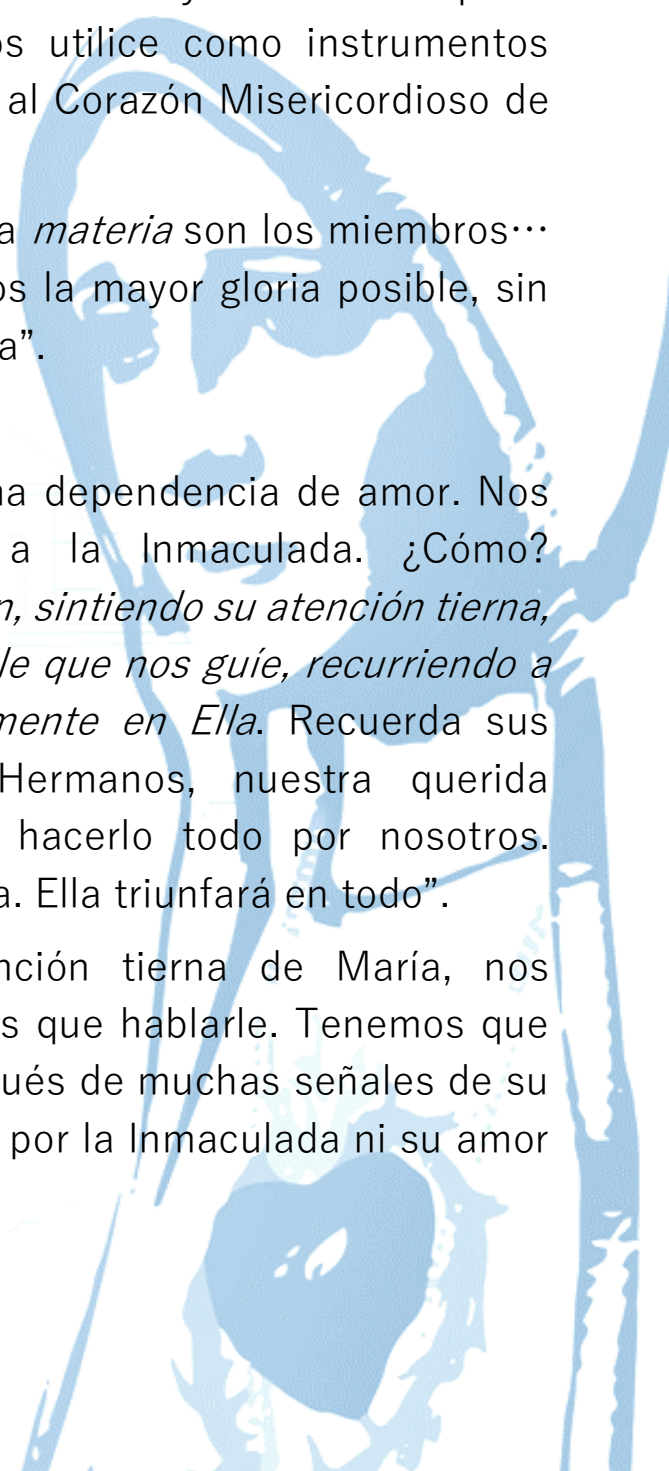 os utilice como instrumentos
al Corazón Misericordioso de
a materia son los miembros…
os la mayor gloria posible, sin
a”.
na dependencia de amor. Nos
a la Inmaculada. ¿Cómo?
n, sintiendo su atención tierna,
le que nos guíe, recurriendo a
mente en Ella. Recuerda sus
Hermanos, nuestra querida
hacerlo todo por nosotros.
a. Ella triunfará en todo”.
nción tierna de María, nos
s que hablarle. Tenemos que
ués de muchas señales de su
por la Inmaculada ni su amor